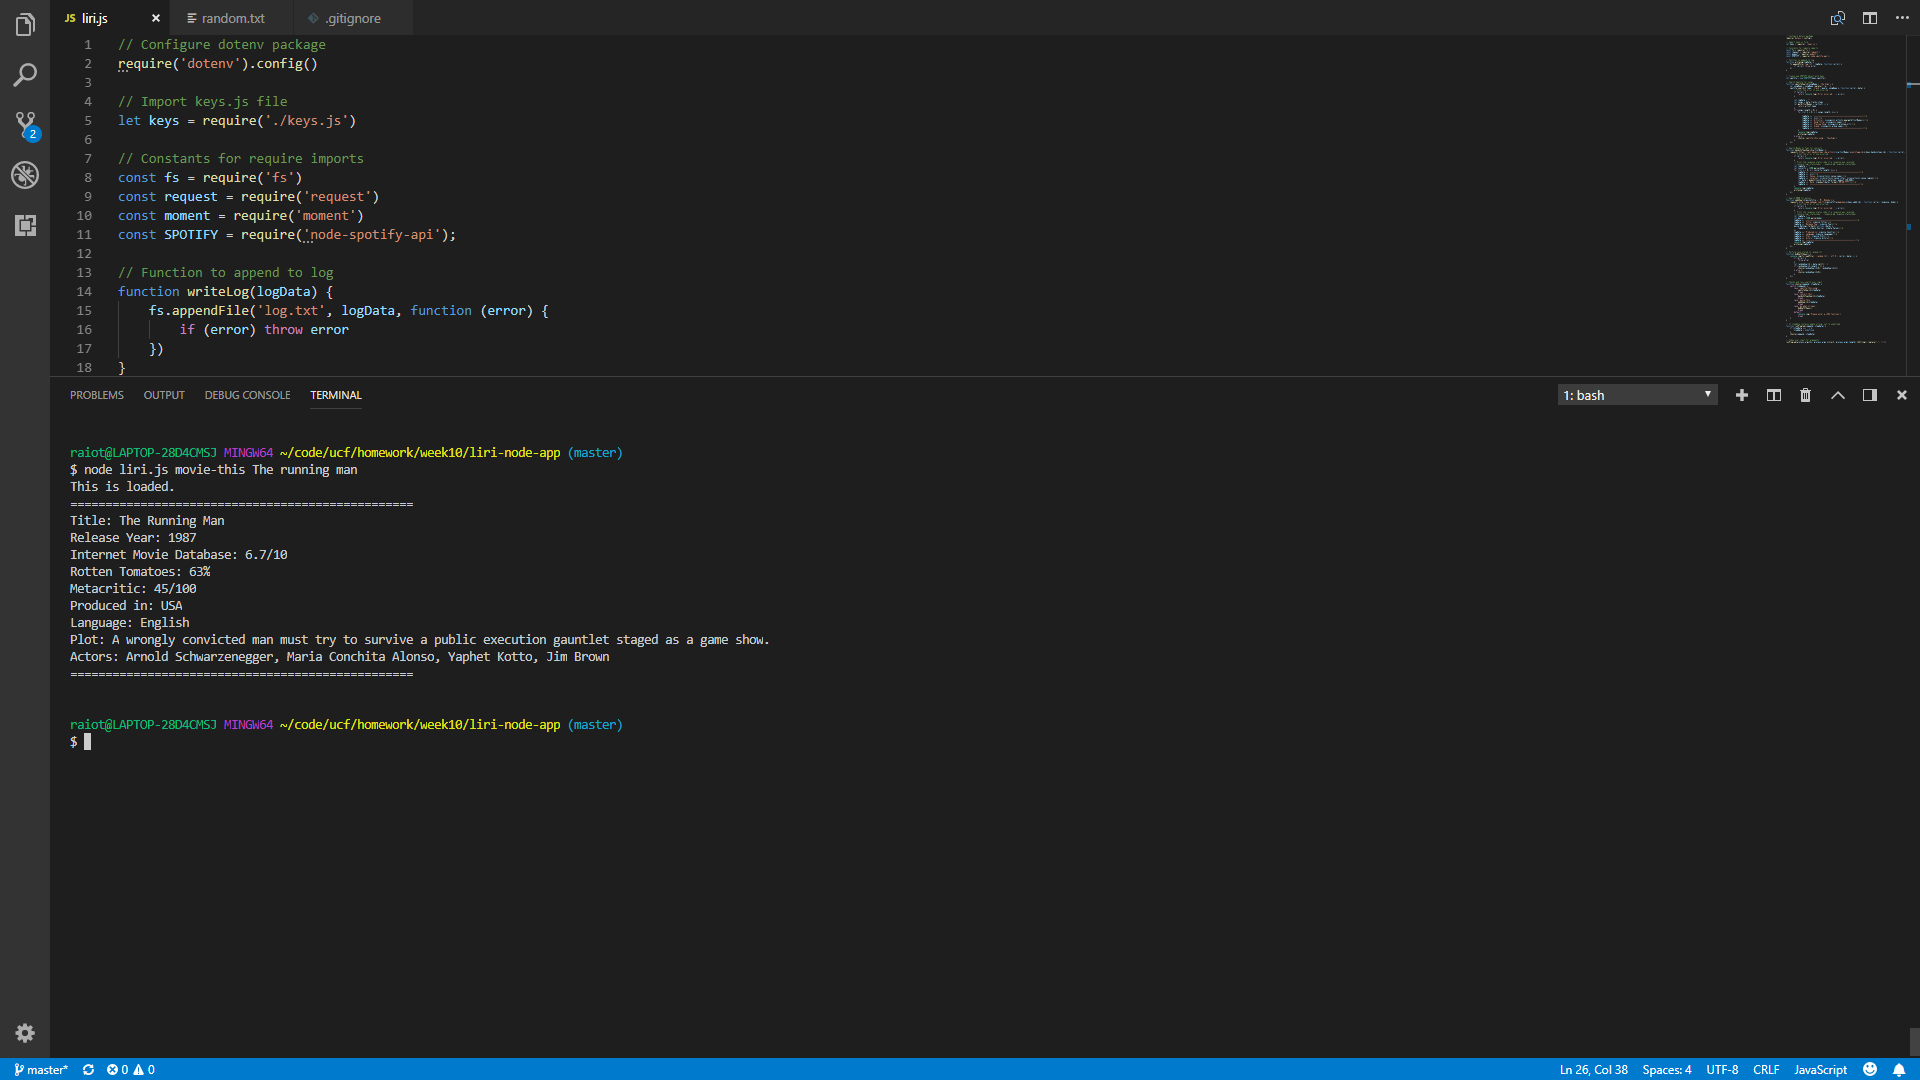 JS liri.js
random.txt
.gitignore
1 // Configure dotenv package
2 require('dotenv').config()
3
4 // Import keys.js file
5 let keys = require('./keys.js')
6
7 // Constants for require imports
8 const fs = require('fs')
9 const request = require('request')
10 const moment = require('moment')
11 const SPOTIFY = require('node-spotify-api');
12
13 // Function to append to log
14 function writeLog(logData) {
15 fs.appendFile('log.txt', logData, function (error) {
16 if (error) throw error
17 })
18 }
2
PROBLEMS OUTPUT DEBUG CONSOLE TERMINAL
1: bash
raiot@LAPTOP-28D4CMSJ MINGW64 ~/code/ucf/homework/week10/liri-node-app (master)
$ node liri.js movie-this The running man
This is loaded.
=================================================
Title: The Running Man
Release Year: 1987
Internet Movie Database: 6.7/10
Rotten Tomatoes: 63%
Metacritic: 45/100
Produced in: USA
Language: English
Plot: A wrongly convicted man must try to survive a public execution gauntlet staged as a game show.
Actors: Arnold Schwarzenegger, Maria Conchita Alonso, Yaphet Kotto, Jim Brown
=================================================
raiot@LAPTOP-28D4CMSJ MINGW64 ~/code/ucf/homework/week10/liri-node-app (master)
$
master* 0 0
Ln 26, Col 38 Spaces: 4 UTF-8 CRLF JavaScript